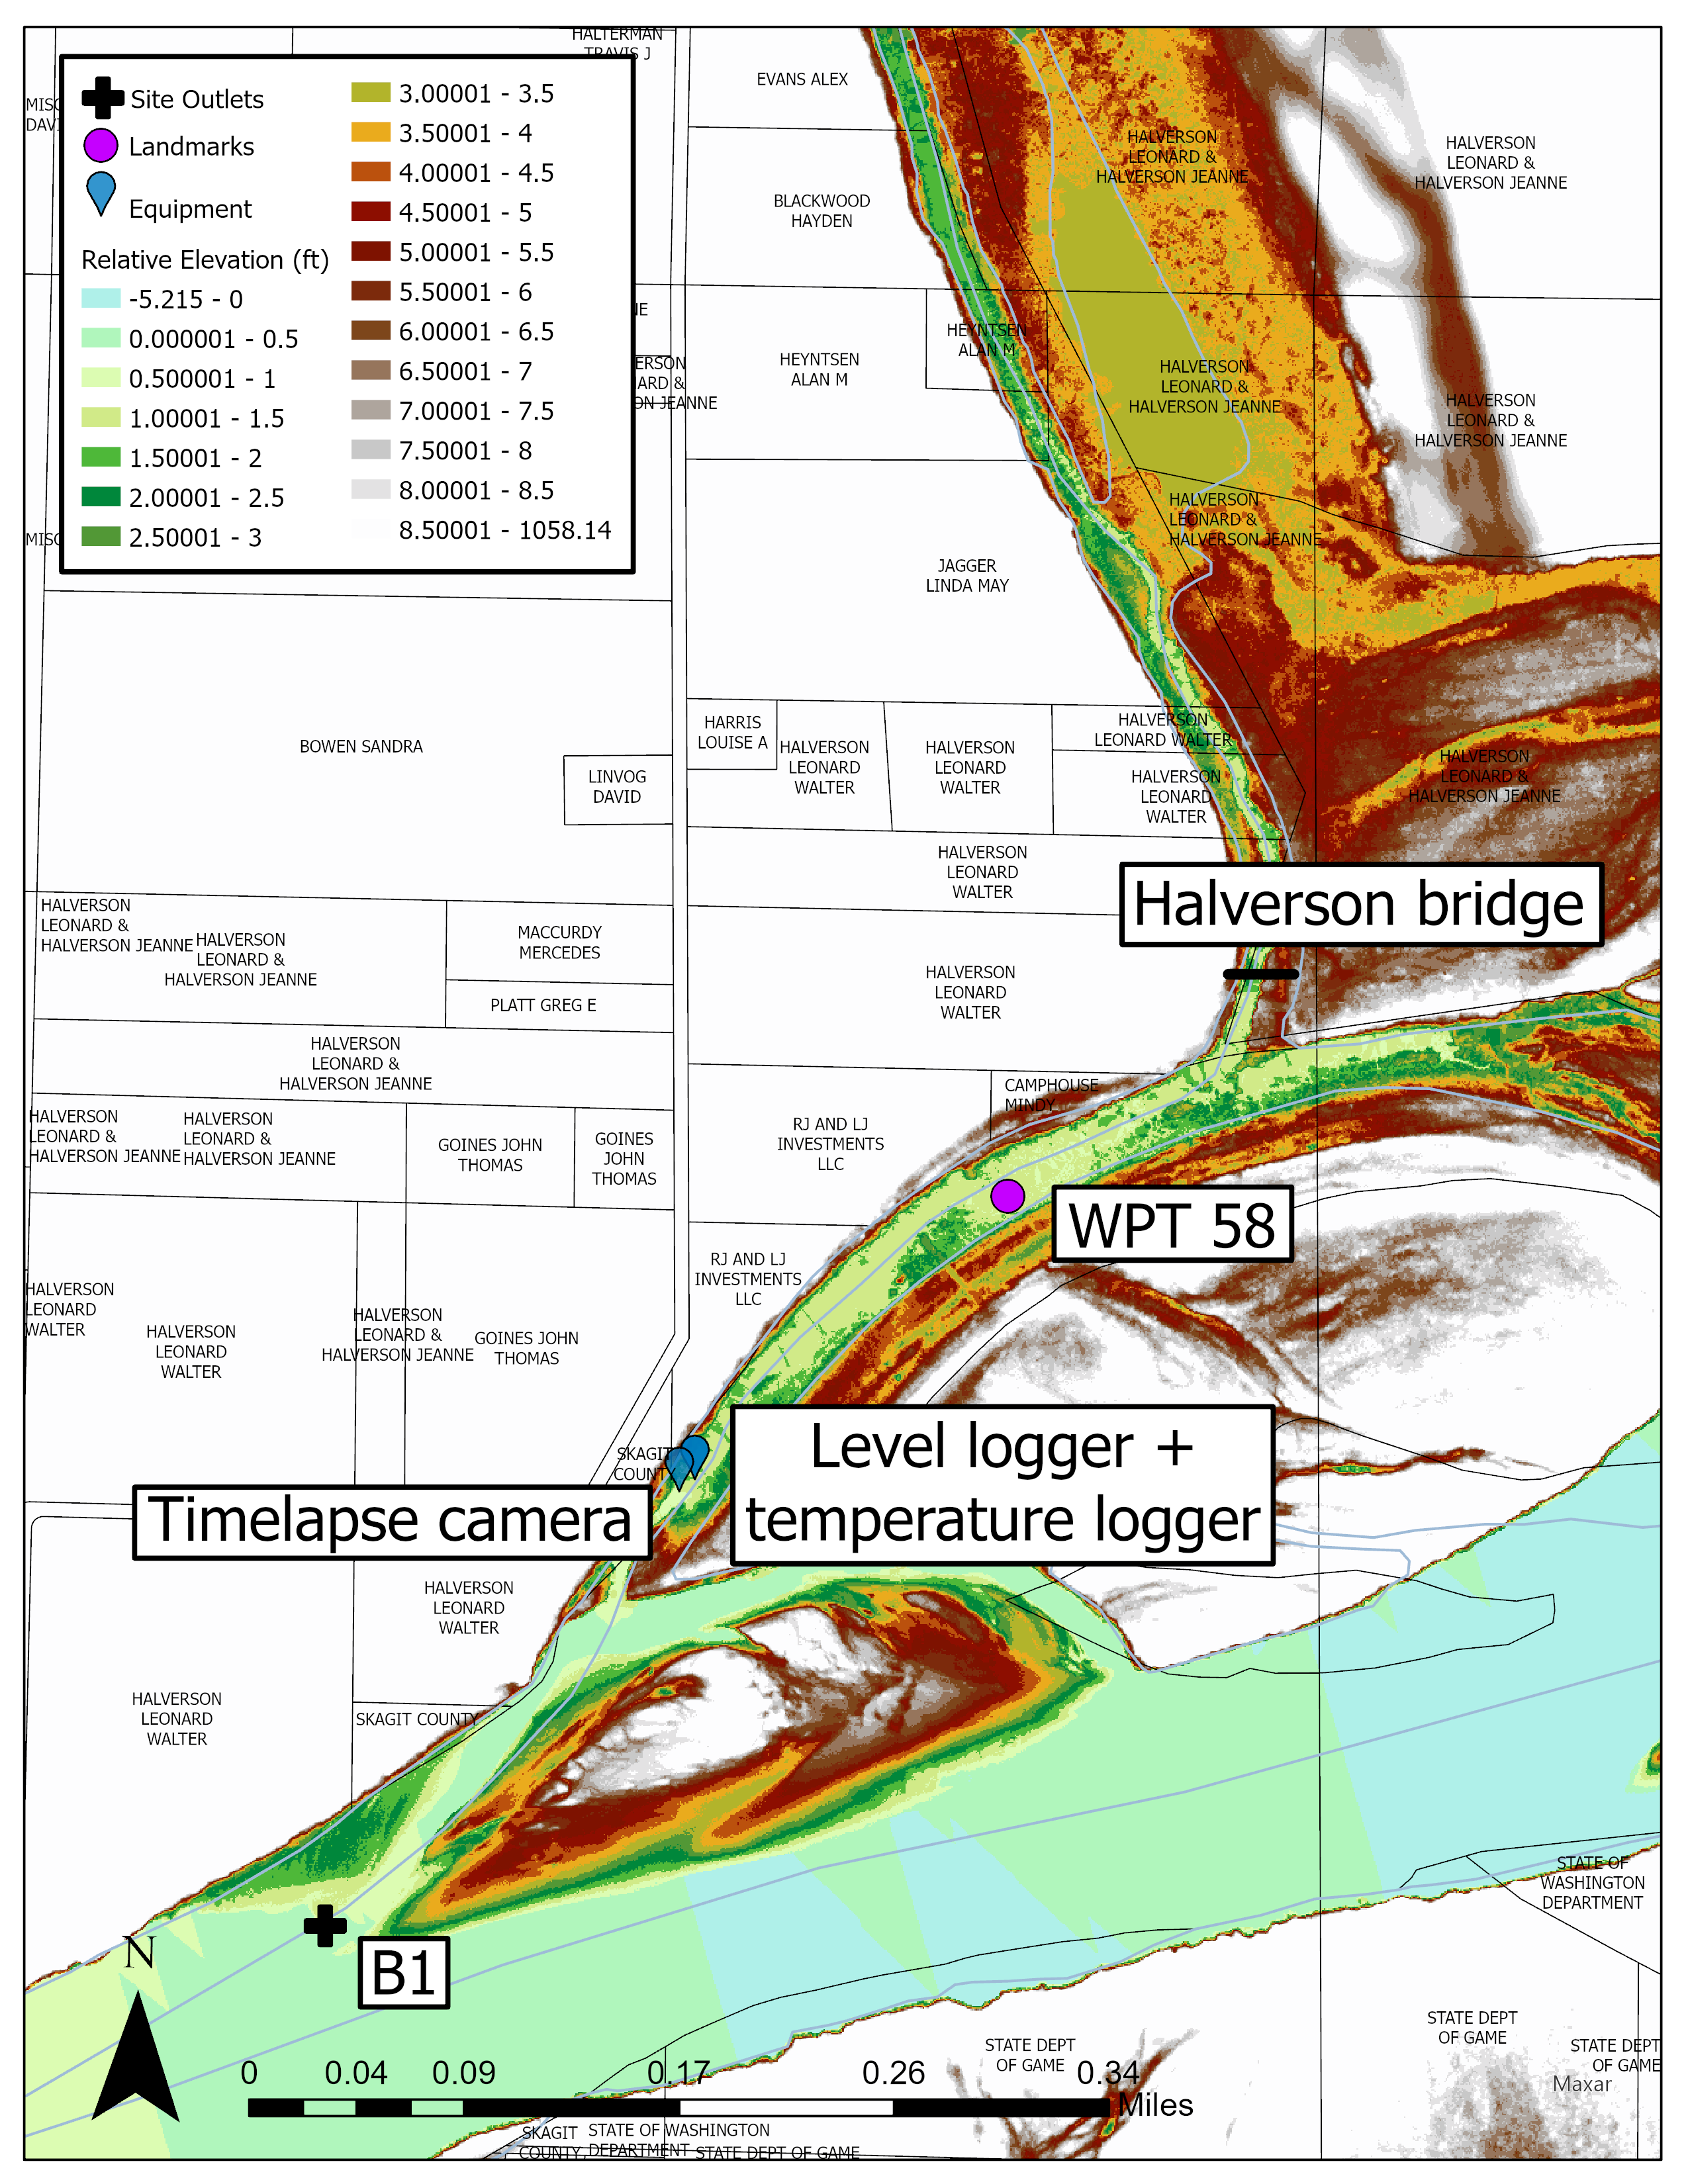 HALTERMAN
TRAVIS J
Site Outlets
Landmarks
Equipment
Relative Elevation (ft)
-5.215 - 0
0.000001 - 0.5
0.500001 - 1
1.00001 - 1.5
1.50001 - 2
2.00001 - 2.5
2.50001 - 3
3.00001 - 3.5
3.50001 - 4
4.00001 - 4.5
4.50001 - 5
5.00001 - 5.5
5.50001 - 6
6.00001 - 6.5
6.50001 - 7
7.00001 - 7.5
7.50001 - 8
8.00001 - 8.5
8.50001 - 1058.14
EVANS ALEX
BLACKWOOD
HAYDEN
HALVERSON
LEONARD &
HALVERSON JEANNE
HALVERSON
LEONARD &
HALVERSON JEANNE
HEYNTSEN
ALAN M
HEYNTSEN
ALAN M
HALVERSON
LEONARD &
HALVERSON JEANNE
HALVERSON
LEONARD &
HALVERSON JEANNE
HALVERSON
LEONARD &
HALVERSON JEANNE
JAGGER
LINDA MAY
BOWEN SANDRA
LINVOG
DAVID
HARRIS
LOUISE A
HALVERSON
LEONARD
WALTER
HALVERSON
LEONARD
WALTER
HALVERSON
LEONARD WALTER
HALVERSON
LEONARD
WALTER
HALVERSON
LEONARD &
HALVERSON JEANNE
HALVERSON
LEONARD
WALTER
Halverson bridge
HALVERSON
LEONARD &
HALVERSON JEANNE
HALVERSON
LEONARD &
HALVERSON JEANNE
MACCURDY
MERCEDES
PLATT GREG E
HALVERSON
LEONARD
WALTER
HALVERSON
LEONARD &
HALVERSON JEANNE
CAMPHOUSE
MINDY
HALVERSON
LEONARD &
HALVERSON JEANNE
HALVERSON
LEONARD &
HALVERSON JEANNE
GOINES JOHN
THOMAS
GOINES
JOHN
THOMAS
RJ AND LJ
INVESTMENTS
LLC
WPT 58
RJ AND LJ
INVESTMENTS
LLC
HALVERSON
LEONARD
WALTER
HALVERSON
LEONARD
WALTER
HALVERSON
LEONARD &
HALVERSON JEANNE
GOINES JOHN
THOMAS
SKAGIT
COUNTY
Level logger +
temperature logger
Timelapse camera
HALVERSON
LEONARD
WALTER
HALVERSON
LEONARD
WALTER
SKAGIT COUNTY
STATE OF
WASHINGTON
DEPARTMENT
B1
N
STATE DEPT
OF GAME
STATE DEPT
OF GAME
STATE DEPT
OF GAME
Maxar
0 0.04 0.09 0.17 0.26 0.34
Miles
SKAGIT
COUNTY
STATE OF WASHINGTON
DEPARTMENT
STATE DEPT OF GAME